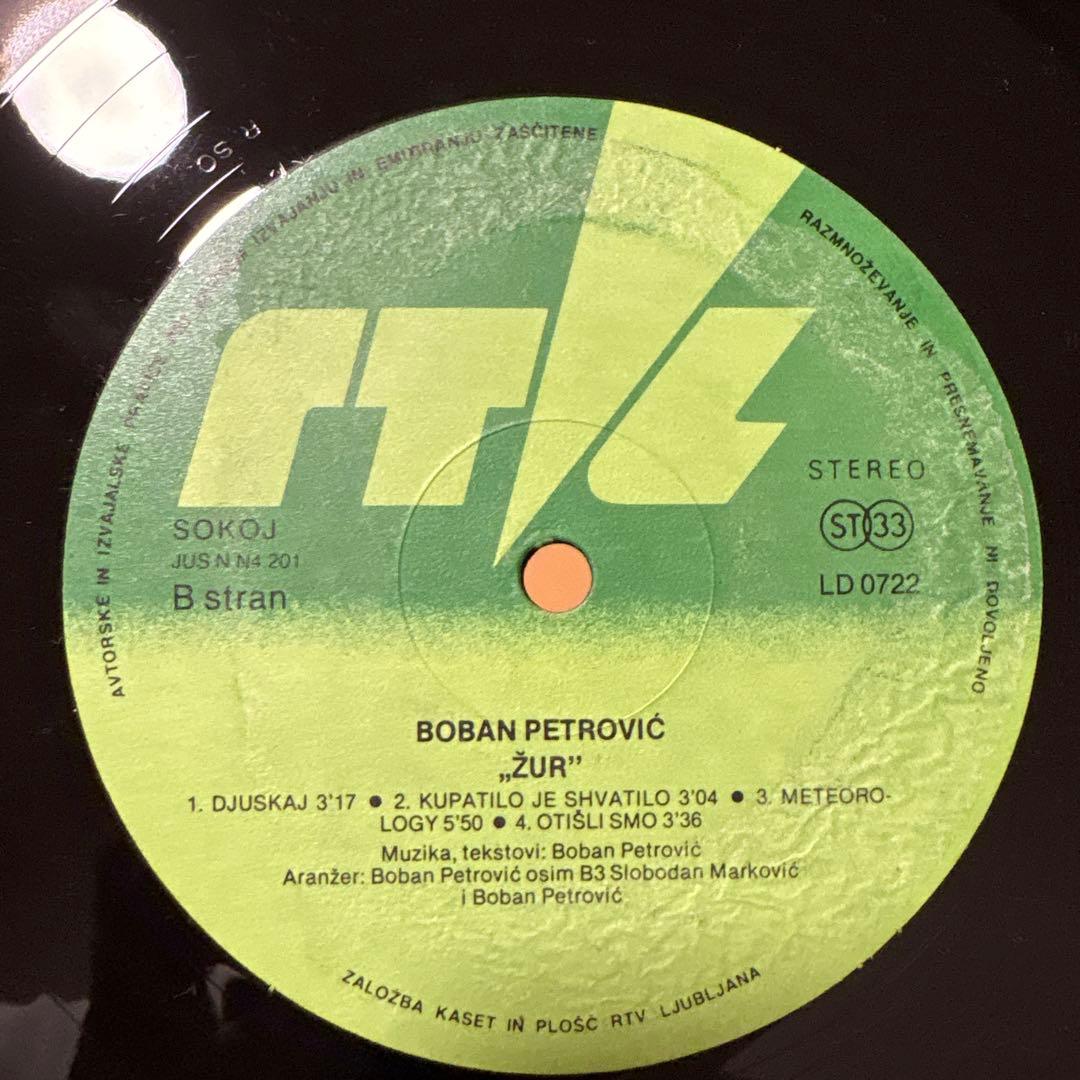 AVTORSKE IN IZVAJALSKE PRAVICE IZVAJANJU IN EMITIRANJU ZAŠČITENE
RAZMNOŽEVANJE IN PRESNEMAVANJE NI DOVOLJENO
rtl
STEREO
ST 33
LD 0722
SOKOJ
JUS N N4 201
B stran
BOBAN PETROVIĆ
„ŽUR”
1. DJUSKAJ 3'17 ● 2. KUPATILO JE SHVATILO 3'04 ● 3. METEORO-
LOGY 5'50 ● 4. OTIŠLI SMO 3'36
Muzika, tekstovi: Boban Petrović
Aranžer: Boban Petrović osim B3 Slobodan Marković
i Boban Petrović
ZALOŽBA KASET IN PLOŠČ RTV LJUBLJANA